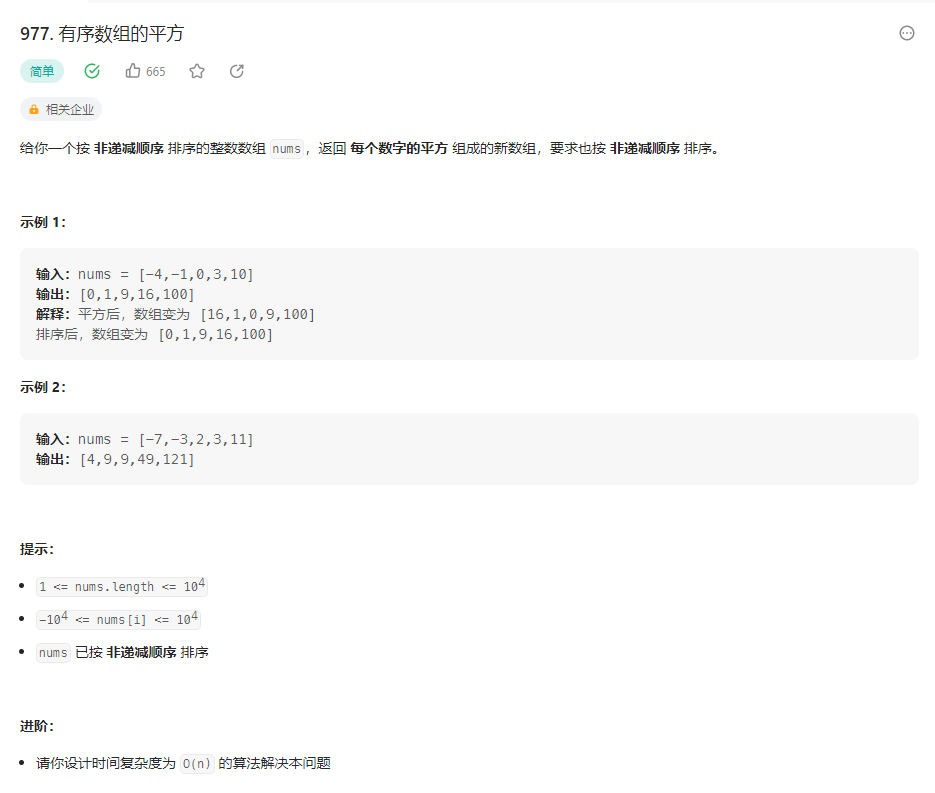 977. 有序数组的平方
简单 665
相关企业
给你一个按 非递减顺序 排序的整数数组 nums，返回 每个数字的平方 组成的新数组，要求也按 非递减顺序 排序。
示例 1：
输入：nums = [-4,-1,0,3,10]
输出：[0,1,9,16,100]
解释：平方后，数组变为 [16,1,0,9,100]
排序后，数组变为 [0,1,9,16,100]
示例 2：
输入：nums = [-7,-3,2,3,11]
输出：[4,9,9,49,121]
提示：
• 1 <= nums.length <= 10⁴
• -10⁴ <= nums[i] <= 10⁴
• nums 已按 非递减顺序 排序
进阶：
• 请你设计时间复杂度为 O(n) 的算法解决本问题